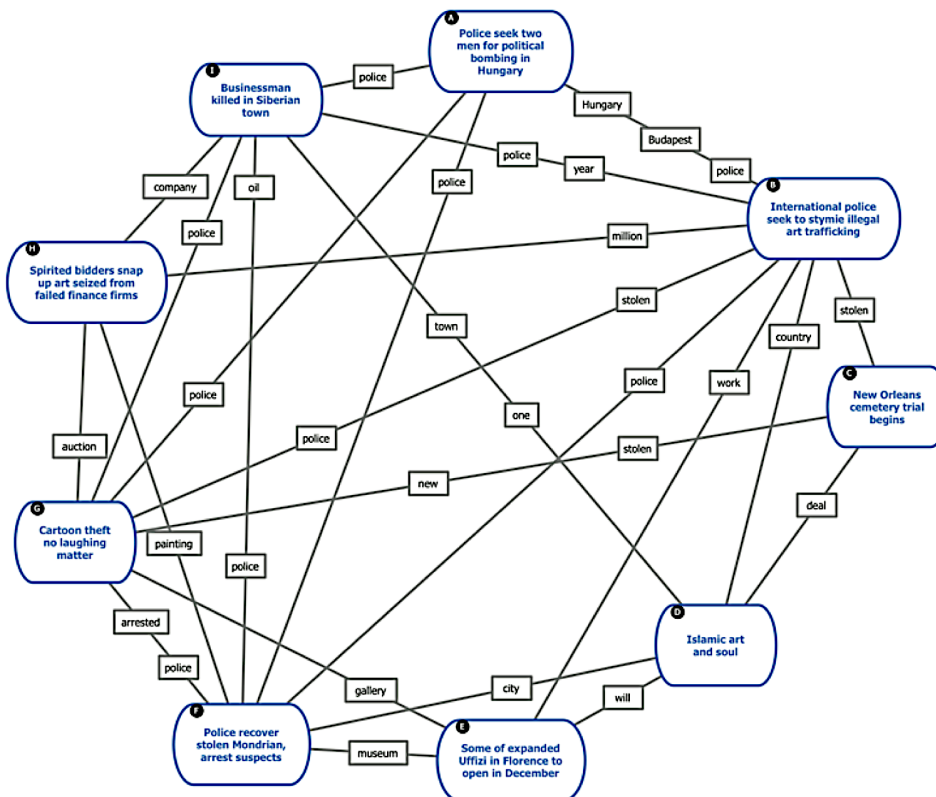 A
Police seek two
men for political
bombing in
Hungary
I
Businessman
killed in Siberian
town
police
Hungary
Budapest
police
police
year
police
company
oil
police
B
International police
seek to stymie illegal
art trafficking
H
Spirited bidders snap
up art seized from
failed finance firms
million
stolen
stolen
town
country
police
work
police
C
New Orleans
cemetery trial
begins
one
police
stolen
auction
new
deal
G
Cartoon theft
no laughing
matter
painting
police
arrested
police
D
Islamic art
and soul
gallery
city
will
F
Police recover
stolen Mondrian,
arrest suspects
museum
E
Some of expanded
Uffizi in Florence to
open in December